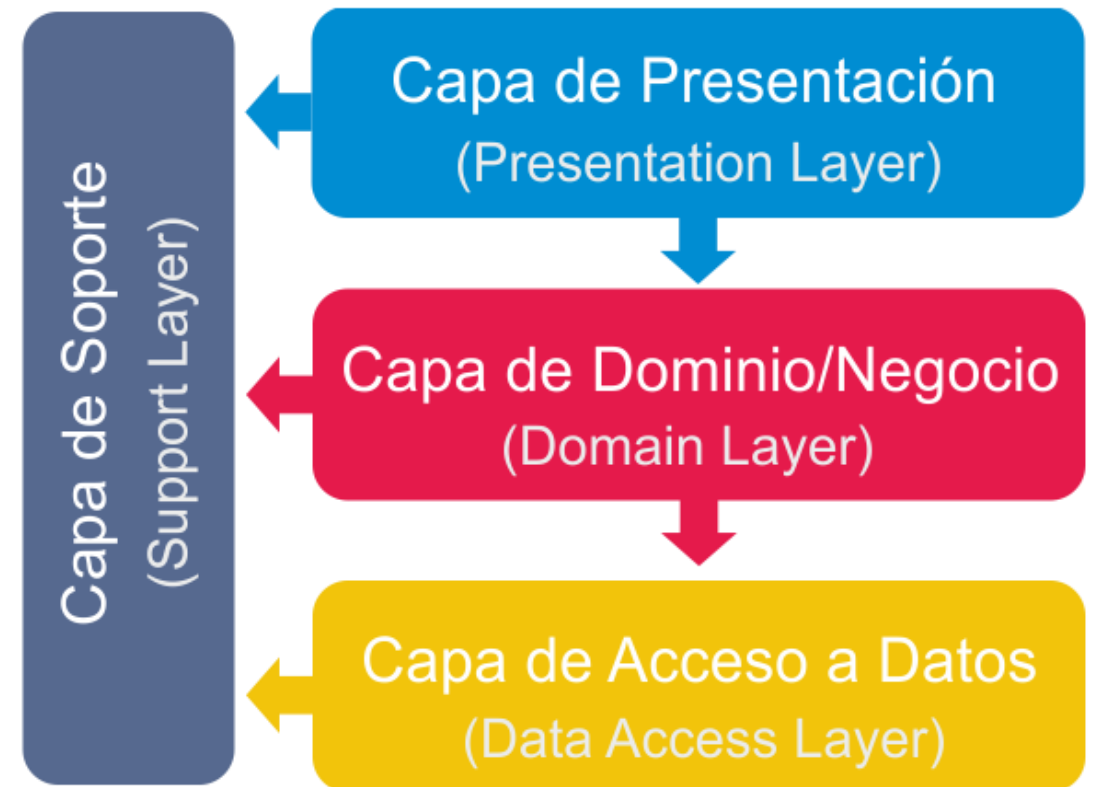 Capa de Soporte
(Support Layer)
Capa de Presentación
(Presentation Layer)
Capa de Dominio/Negocio
(Domain Layer)
Capa de Acceso a Datos
(Data Access Layer)